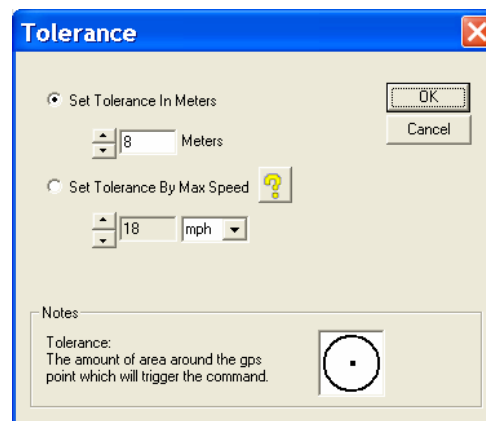 Tolerance
Set Tolerance In Meters
OK
8 Meters
Cancel
Set Tolerance By Max Speed ?
18 mph
Notes
Tolerance:
The amount of area around the gps
point which will trigger the command.